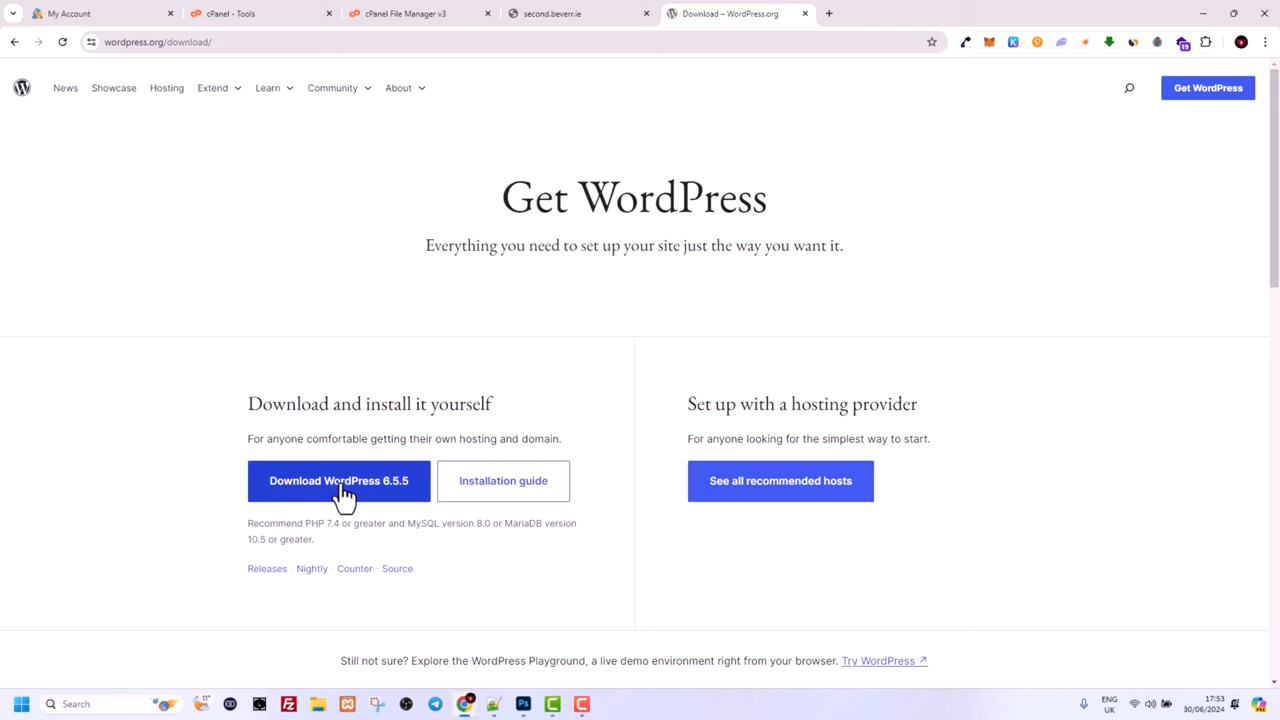 My Account
cPanel - Tools
cPanel File Manager v3
second.beverr.ie
Download – WordPress.org
wordpress.org/download/
19
News
Showcase
Hosting
Extend
Learn
Community
About
Get WordPress
Get WordPress
Everything you need to set up your site just the way you want it.
Download and install it yourself
For anyone comfortable getting their own hosting and domain.
Download WordPress 6.5.5
Installation guide
Recommend PHP 7.4 or greater and MySQL version 8.0 or MariaDB version
10.5 or greater.
Releases · Nightly · Counter · Source
Set up with a hosting provider
For anyone looking for the simplest way to start.
See all recommended hosts
Still not sure? Explore the WordPress Playground, a live demo environment right from your browser. Try WordPress ↗
Search
11°
ENG
UK
17:53
30/06/2024